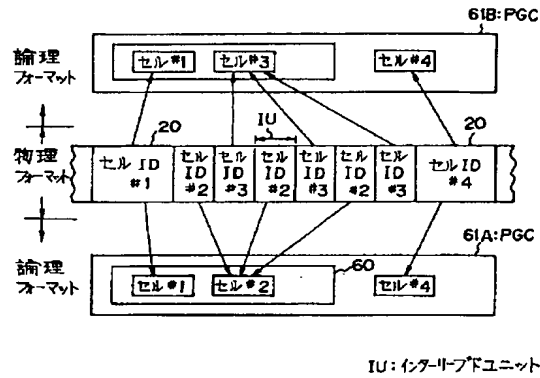 61B:PGC
論理
フォーマット
セル#1
セル#3
セル#4
20
IU
20
物理
フォーマット
セル ID
#1
セル
ID
#2
セル
ID
#3
セル
ID
#2
セル
ID
#3
セル
ID
#2
セル
ID
#3
セル ID
#4
61A:PGC
論理
フォーマット
60
セル#1
セル#2
セル#4
IU:インターリーブドユニット